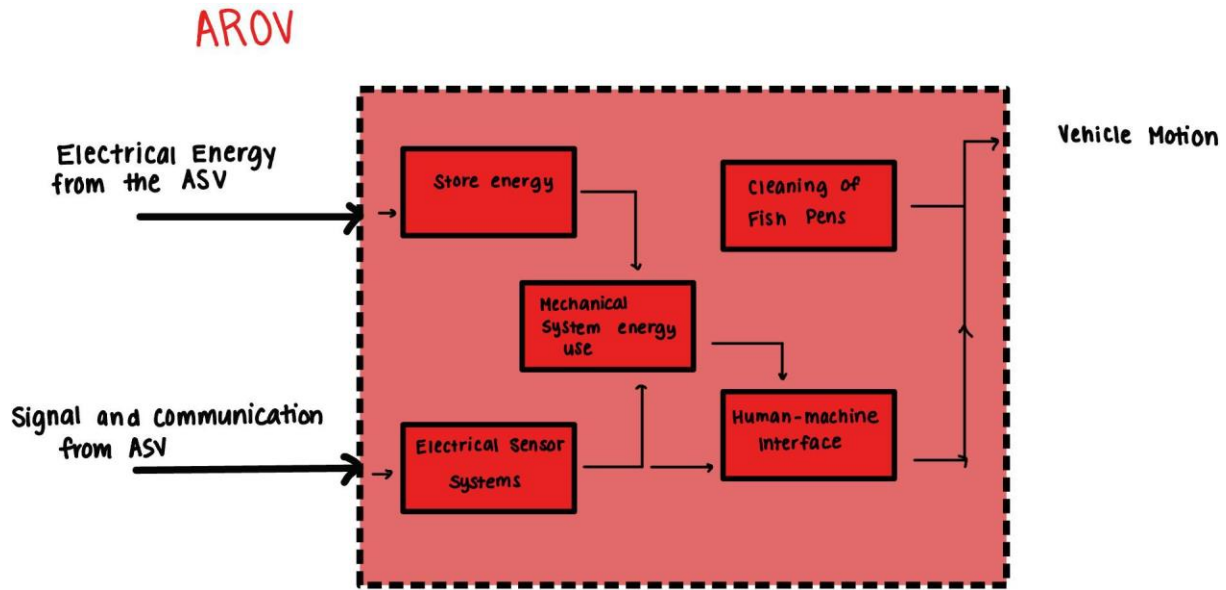 AROV
Electrical Energy
from the ASV
Store energy
Cleaning of
Fish Pens
Vehicle Motion
Mechanical
System energy
use
Signal and Communication
from ASV
Electrical Sensor
Systems
Human-machine
Interface